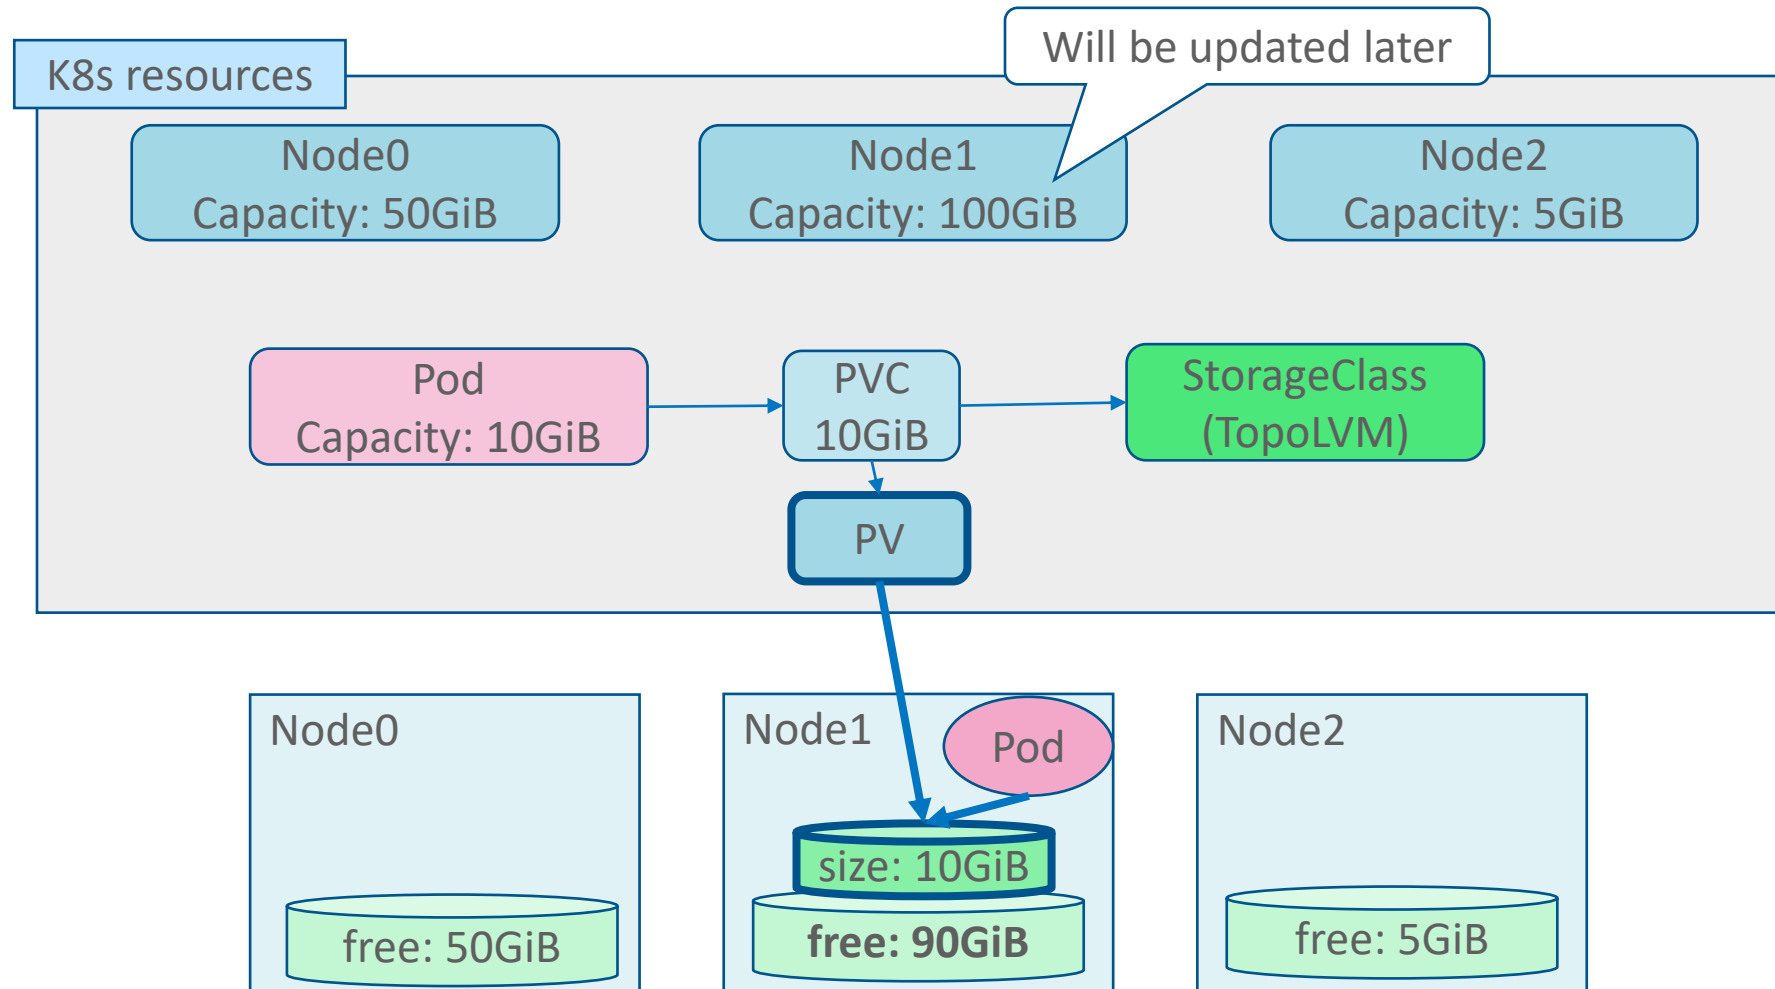 Will be updated later
K8s resources
Node0
Capacity: 50GiB
Node1
Capacity: 100GiB
Node2
Capacity: 5GiB
Pod
Capacity: 10GiB
PVC
10GiB
StorageClass
(TopoLVM)
PV
Node0
free: 50GiB
Node1
Pod
size: 10GiB
free: 90GiB
Node2
free: 5GiB